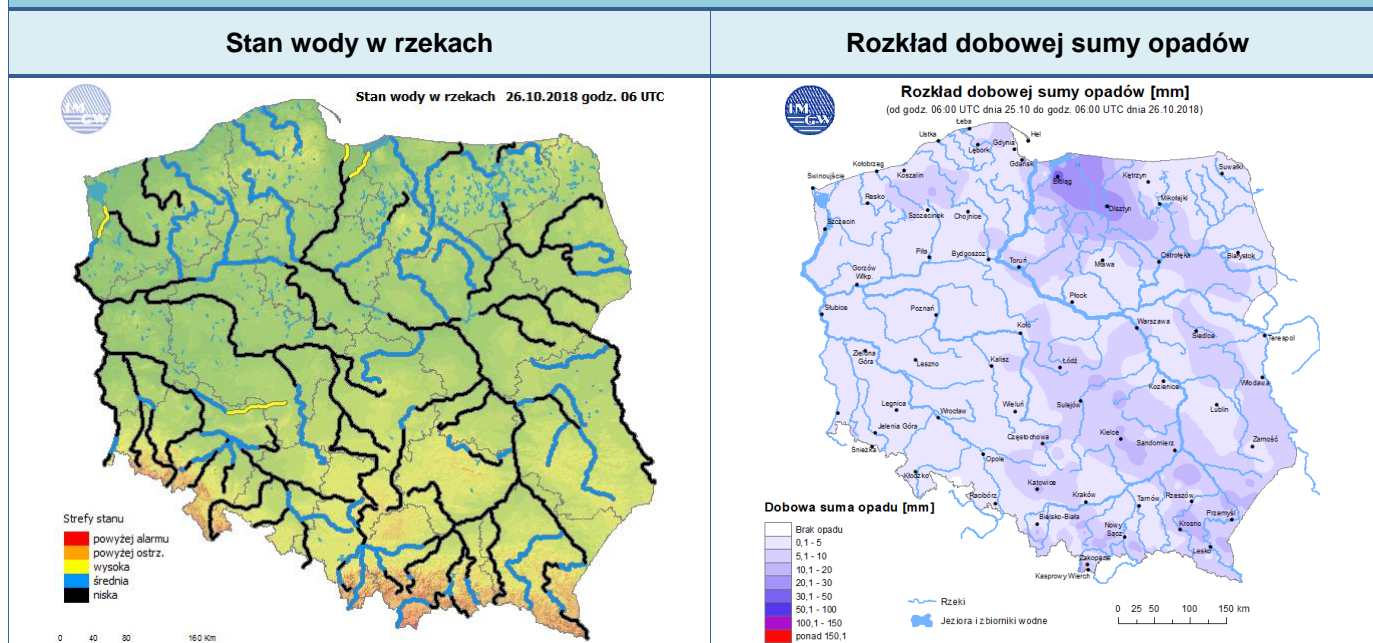 Stan wody w rzekach
Rozkład dobowej sumy opadów
IM
GW
Stan wody w rzekach 26.10.2018 godz. 06 UTC
Strefy stanu
powyżej alarmu
powyżej ostrz.
wysoka
średnia
niska
0 40 80 160 Km
IM
GW
Rozkład dobowej sumy opadów [mm]
(od godz. 06:00 UTC dnia 25.10 do godz. 06:00 UTC dnia 26.10.2018)
Łeba
Ustka
Lębork
Gdynia
Hel
Gdańsk
Kołobrzeg
Koszalin
Elbląg
Kętrzyn
Suwałki
Świnoujście
Resko
Szczecinek
Chojnice
Olsztyn
Mikołajki
Szczecin
Piła
Bydgoszcz
Toruń
Mława
Ostrołęka
Białystok
Gorzów
Wlkp.
Słubice
Poznań
Płock
Koło
Warszawa
Siedlce
Terespol
Zielona
Góra
Leszno
Kalisz
Łódź
Kozienice
Włodawa
Legnica
Wrocław
Wieluń
Sulejów
Lublin
Jelenia Góra
Śnieżka
Częstochowa
Kielce
Sandomierz
Zamość
Kłodzko
Opole
Katowice
Racibórz
Kraków
Tarnów
Rzeszów
Bielsko-Biała
Nowy
Sącz
Krosno
Przemyśl
Lesko
Zakopane
Kasprowy Wierch
Dobowa suma opadu [mm]
Brak opadu
0,1 - 5
5,1 - 10
10,1 - 20
20,1 - 30
30,1 - 50
50,1 - 100
100,1 - 150
ponad 150,1
Rzeki
Jeziora i zbiorniki wodne
0 25 50 100 150 km